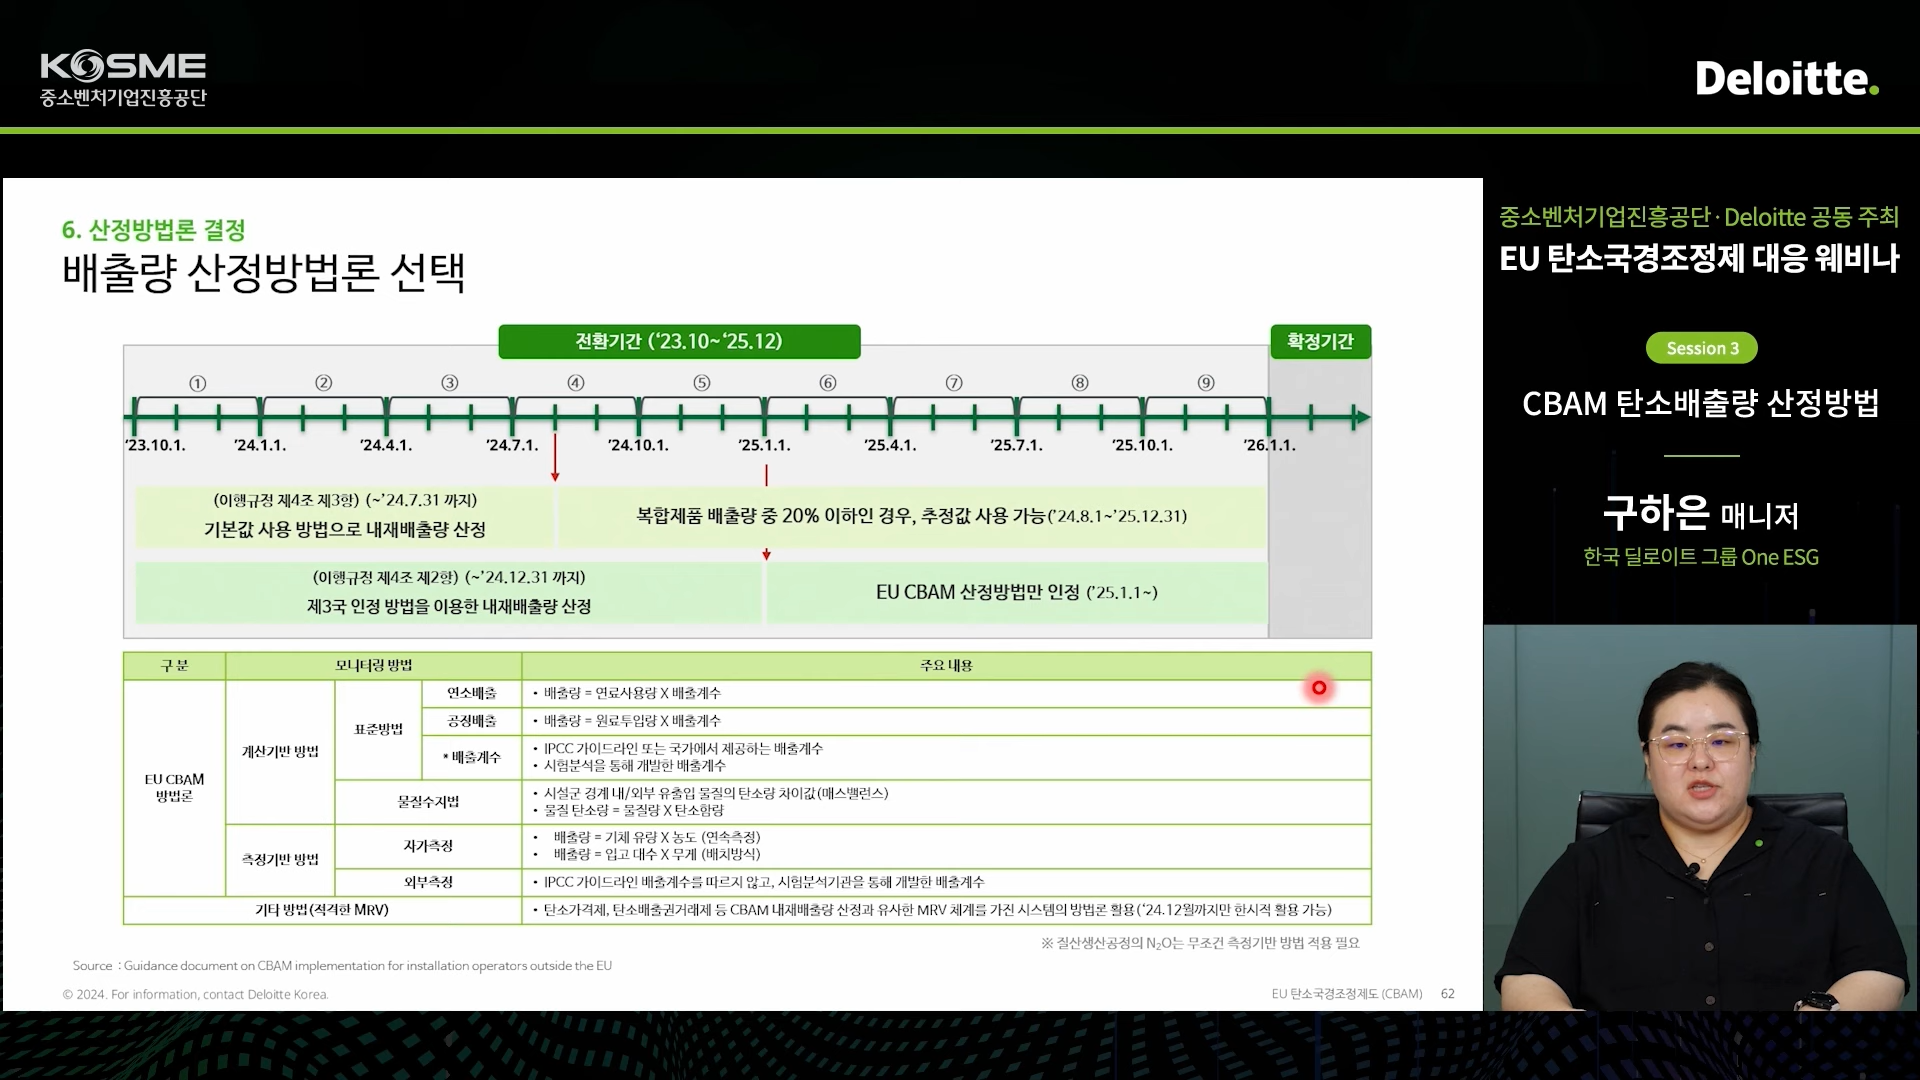 KOSME
중소벤처기업진흥공단
Deloitte.
6. 산정방법론 결정
배출량 산정방법론 선택
전환기간 (‘23.10~‘25.12)
확정기간
① ② ③ ④ ⑤ ⑥ ⑦ ⑧ ⑨
’23.10.1. ’24.1.1. ’24.4.1. ’24.7.1. ’24.10.1. ’25.1.1. ’25.4.1. ’25.7.1. ’25.10.1. ’26.1.1.
(이행규정 제4조 제3항) (~’24.7.31 까지)
기본값 사용 방법으로 내재배출량 산정
복합제품 배출량 중 20% 이하인 경우, 추정값 사용 가능(’24.8.1~’25.12.31)
(이행규정 제4조 제2항) (~’24.12.31 까지)
제3국 인정 방법을 이용한 내재배출량 산정
EU CBAM 산정방법만 인정 (’25.1.1~)
구 분 모니터링 방법 주요 내용
EU CBAM
방법론
계산기반 방법
표준방법
연소배출
• 배출량 = 연료사용량 X 배출계수
공정배출
• 배출량 = 원료투입량 X 배출계수
* 배출계수
• IPCC 가이드라인 또는 국가에서 제공하는 배출계수
• 시험분석을 통해 개발한 배출계수
물질수지법
• 시설군 경계 내/외부 유출입 물질의 탄소량 차이값(매스밸런스)
• 물질 탄소량 = 물질량 X 탄소함량
측정기반 방법
자가측정
• 배출량 = 기체 유량 X 농도 (연속측정)
• 배출량 = 입고 대수 X 무게 (배치방식)
외부측정
• IPCC 가이드라인 배출계수를 따르지 않고, 시험분석기관을 통해 개발한 배출계수
기타 방법(적격한 MRV)
• 탄소가격제, 탄소배출권거래제 등 CBAM 내재배출량 산정과 유사한 MRV 체계를 가진 시스템의 방법론 활용(‘24.12월까지만 한시적 활용 가능)
※ 질산생산공정의 N₂O는 무조건 측정기반 방법 적용 필요
Source : Guidance document on CBAM implementation for installation operators outside the EU
© 2024. For information, contact Deloitte Korea.
EU 탄소국경조정제도 (CBAM) 62
중소벤처기업진흥공단 · Deloitte 공동 주최
EU 탄소국경조정제 대응 웨비나
Session 3
CBAM 탄소배출량 산정방법
구하은 매니저
한국 딜로이트 그룹 One ESG